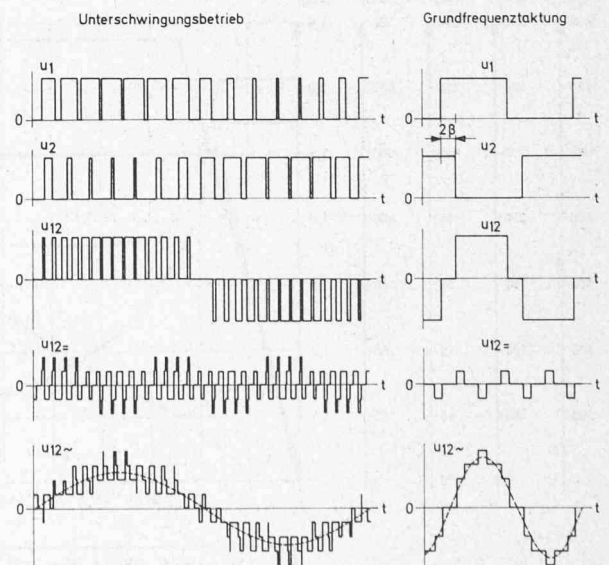 Unterschwingungsbetrieb
Grundfrequenztaktung
u1
0
t
u1
0
t
2β
u2
0
t
u2
0
t
u12
0
t
u12
0
t
u12=
0
t
u12=
0
t
u12~
0
t
u12~
0
t